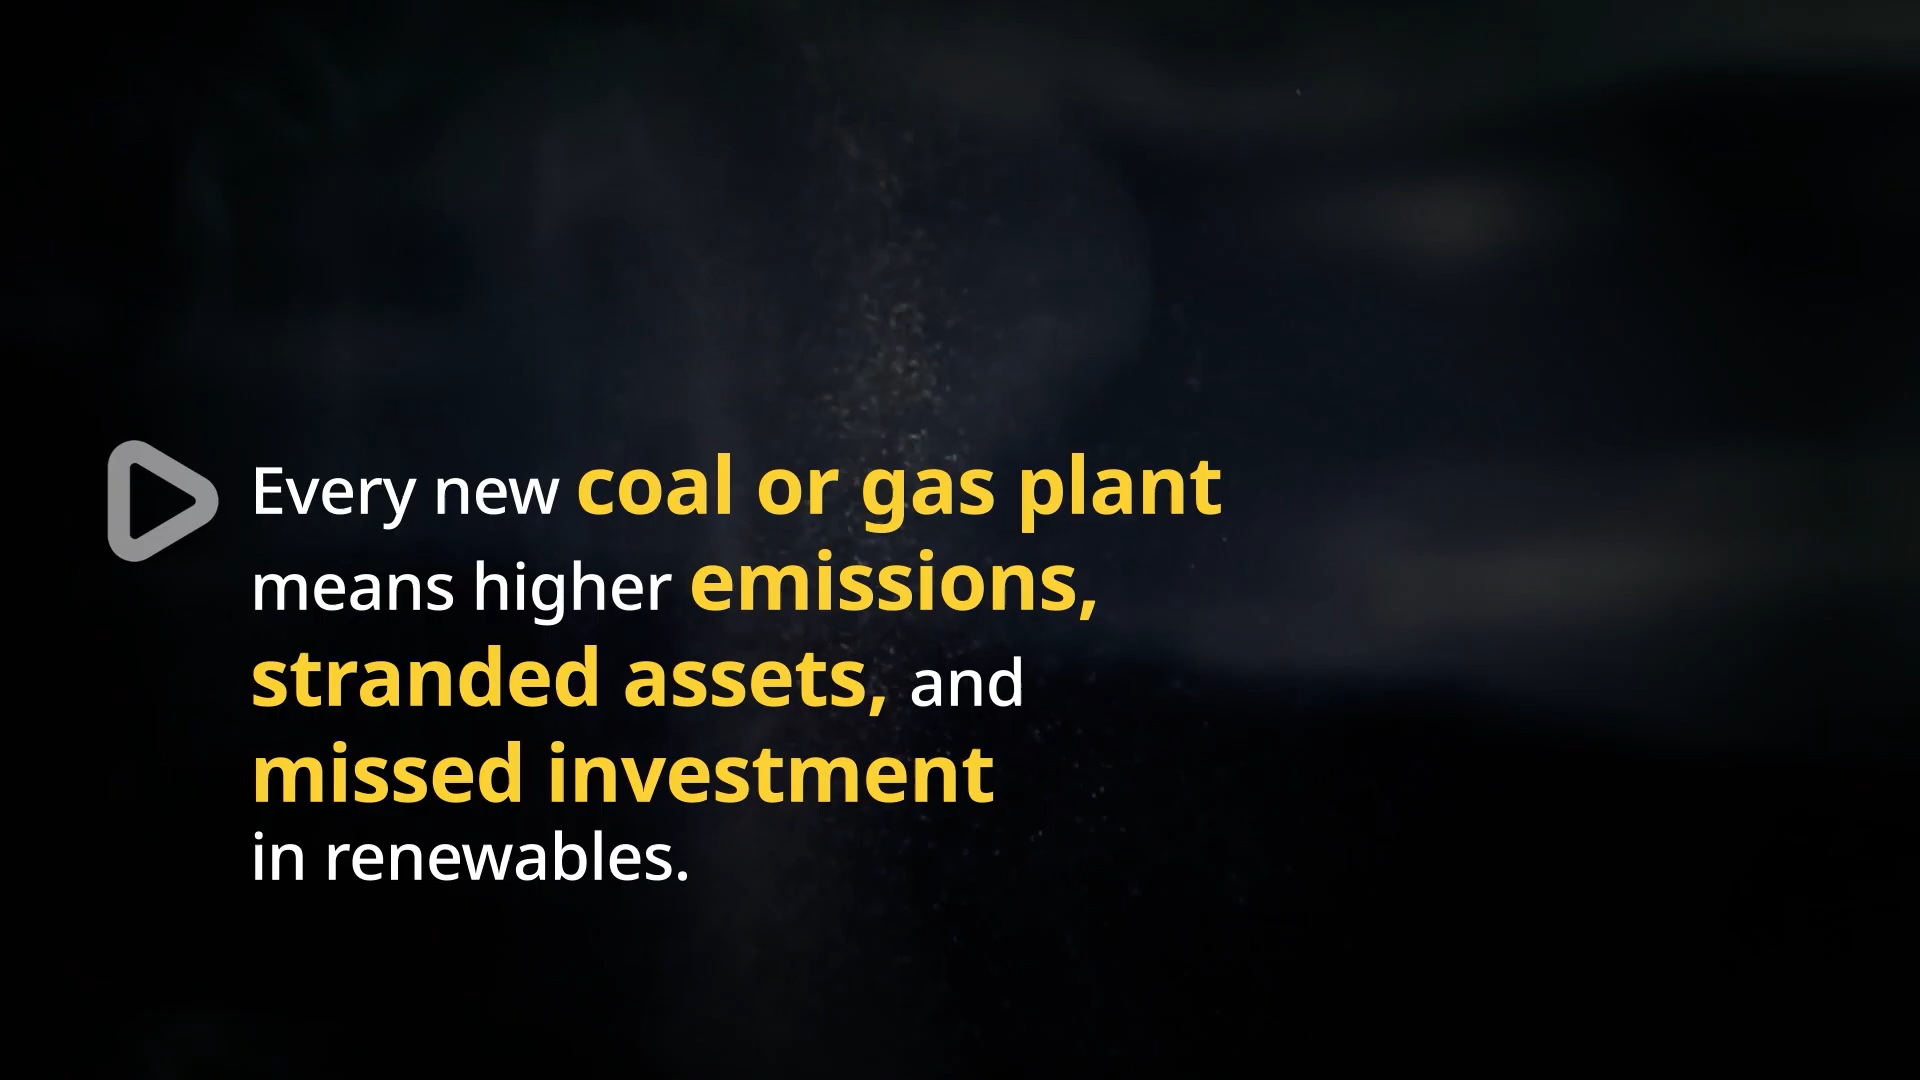 Every new coal or gas plant
means higher emissions,
stranded assets, and
missed investment
in renewables.